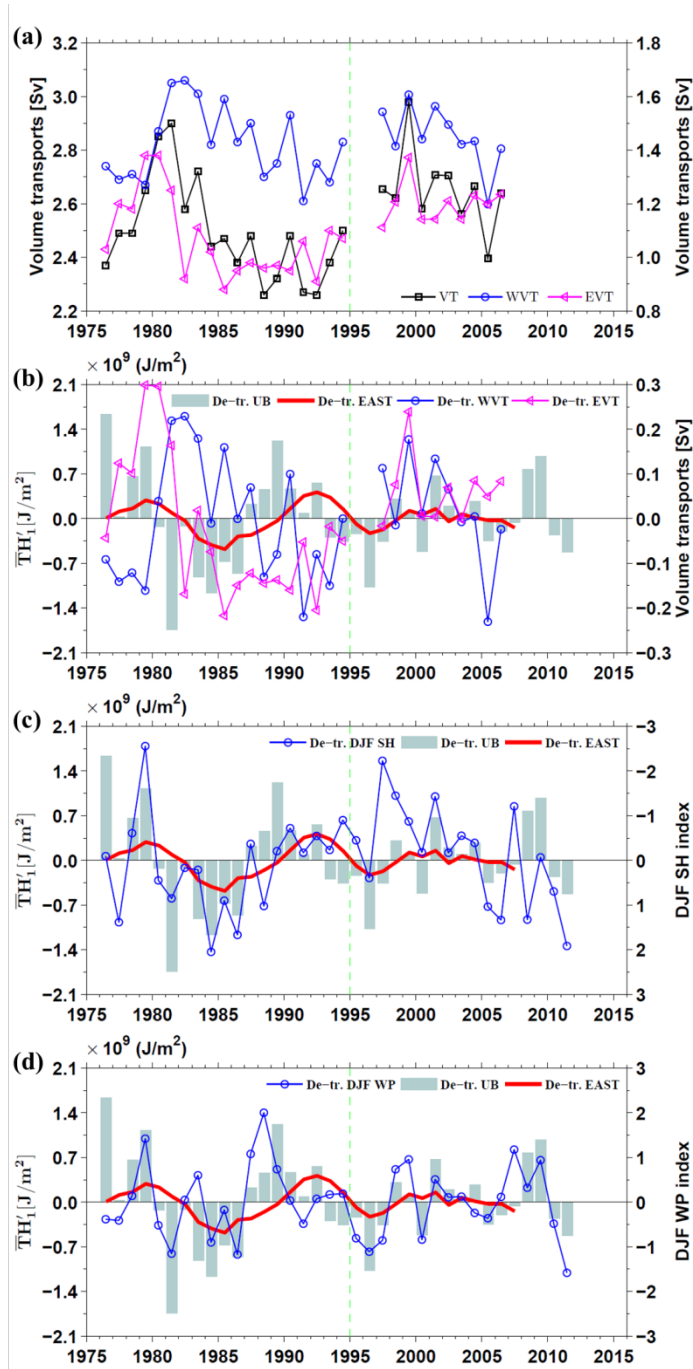 (a)
3.2
3.0
2.8
2.6
2.4
2.2
Volume transports [Sv]
1.8
1.6
1.4
1.2
1.0
0.8
Volume transports [Sv]
VT WVT EVT
1975 1980 1985 1990 1995 2000 2005 2010 2015
× 10⁹ (J/m²)
(b)
2.1
1.4
0.7
0.0
−0.7
−1.4
−2.1
TH̅′₁[J/m²]
De-tr. UB De-tr. EAST De-tr. WVT De-tr. EVT
0.3
0.2
0.1
0.0
−0.1
−0.2
−0.3
Volume transports [Sv]
1975 1980 1985 1990 1995 2000 2005 2010 2015
× 10⁹ (J/m²)
(c)
2.1
1.4
0.7
0.0
−0.7
−1.4
−2.1
TH̅′₁[J/m²]
De-tr. DJF SH De-tr. UB De-tr. EAST
−3
−2
−1
0
1
2
3
DJF SH index
1975 1980 1985 1990 1995 2000 2005 2010 2015
× 10⁹ (J/m²)
(d)
2.1
1.4
0.7
0.0
−0.7
−1.4
−2.1
TH̅′₁[J/m²]
De-tr. DJF WP De-tr. UB De-tr. EAST
3
2
1
0
−1
−2
−3
DJF WP index
1975 1980 1985 1990 1995 2000 2005 2010 2015